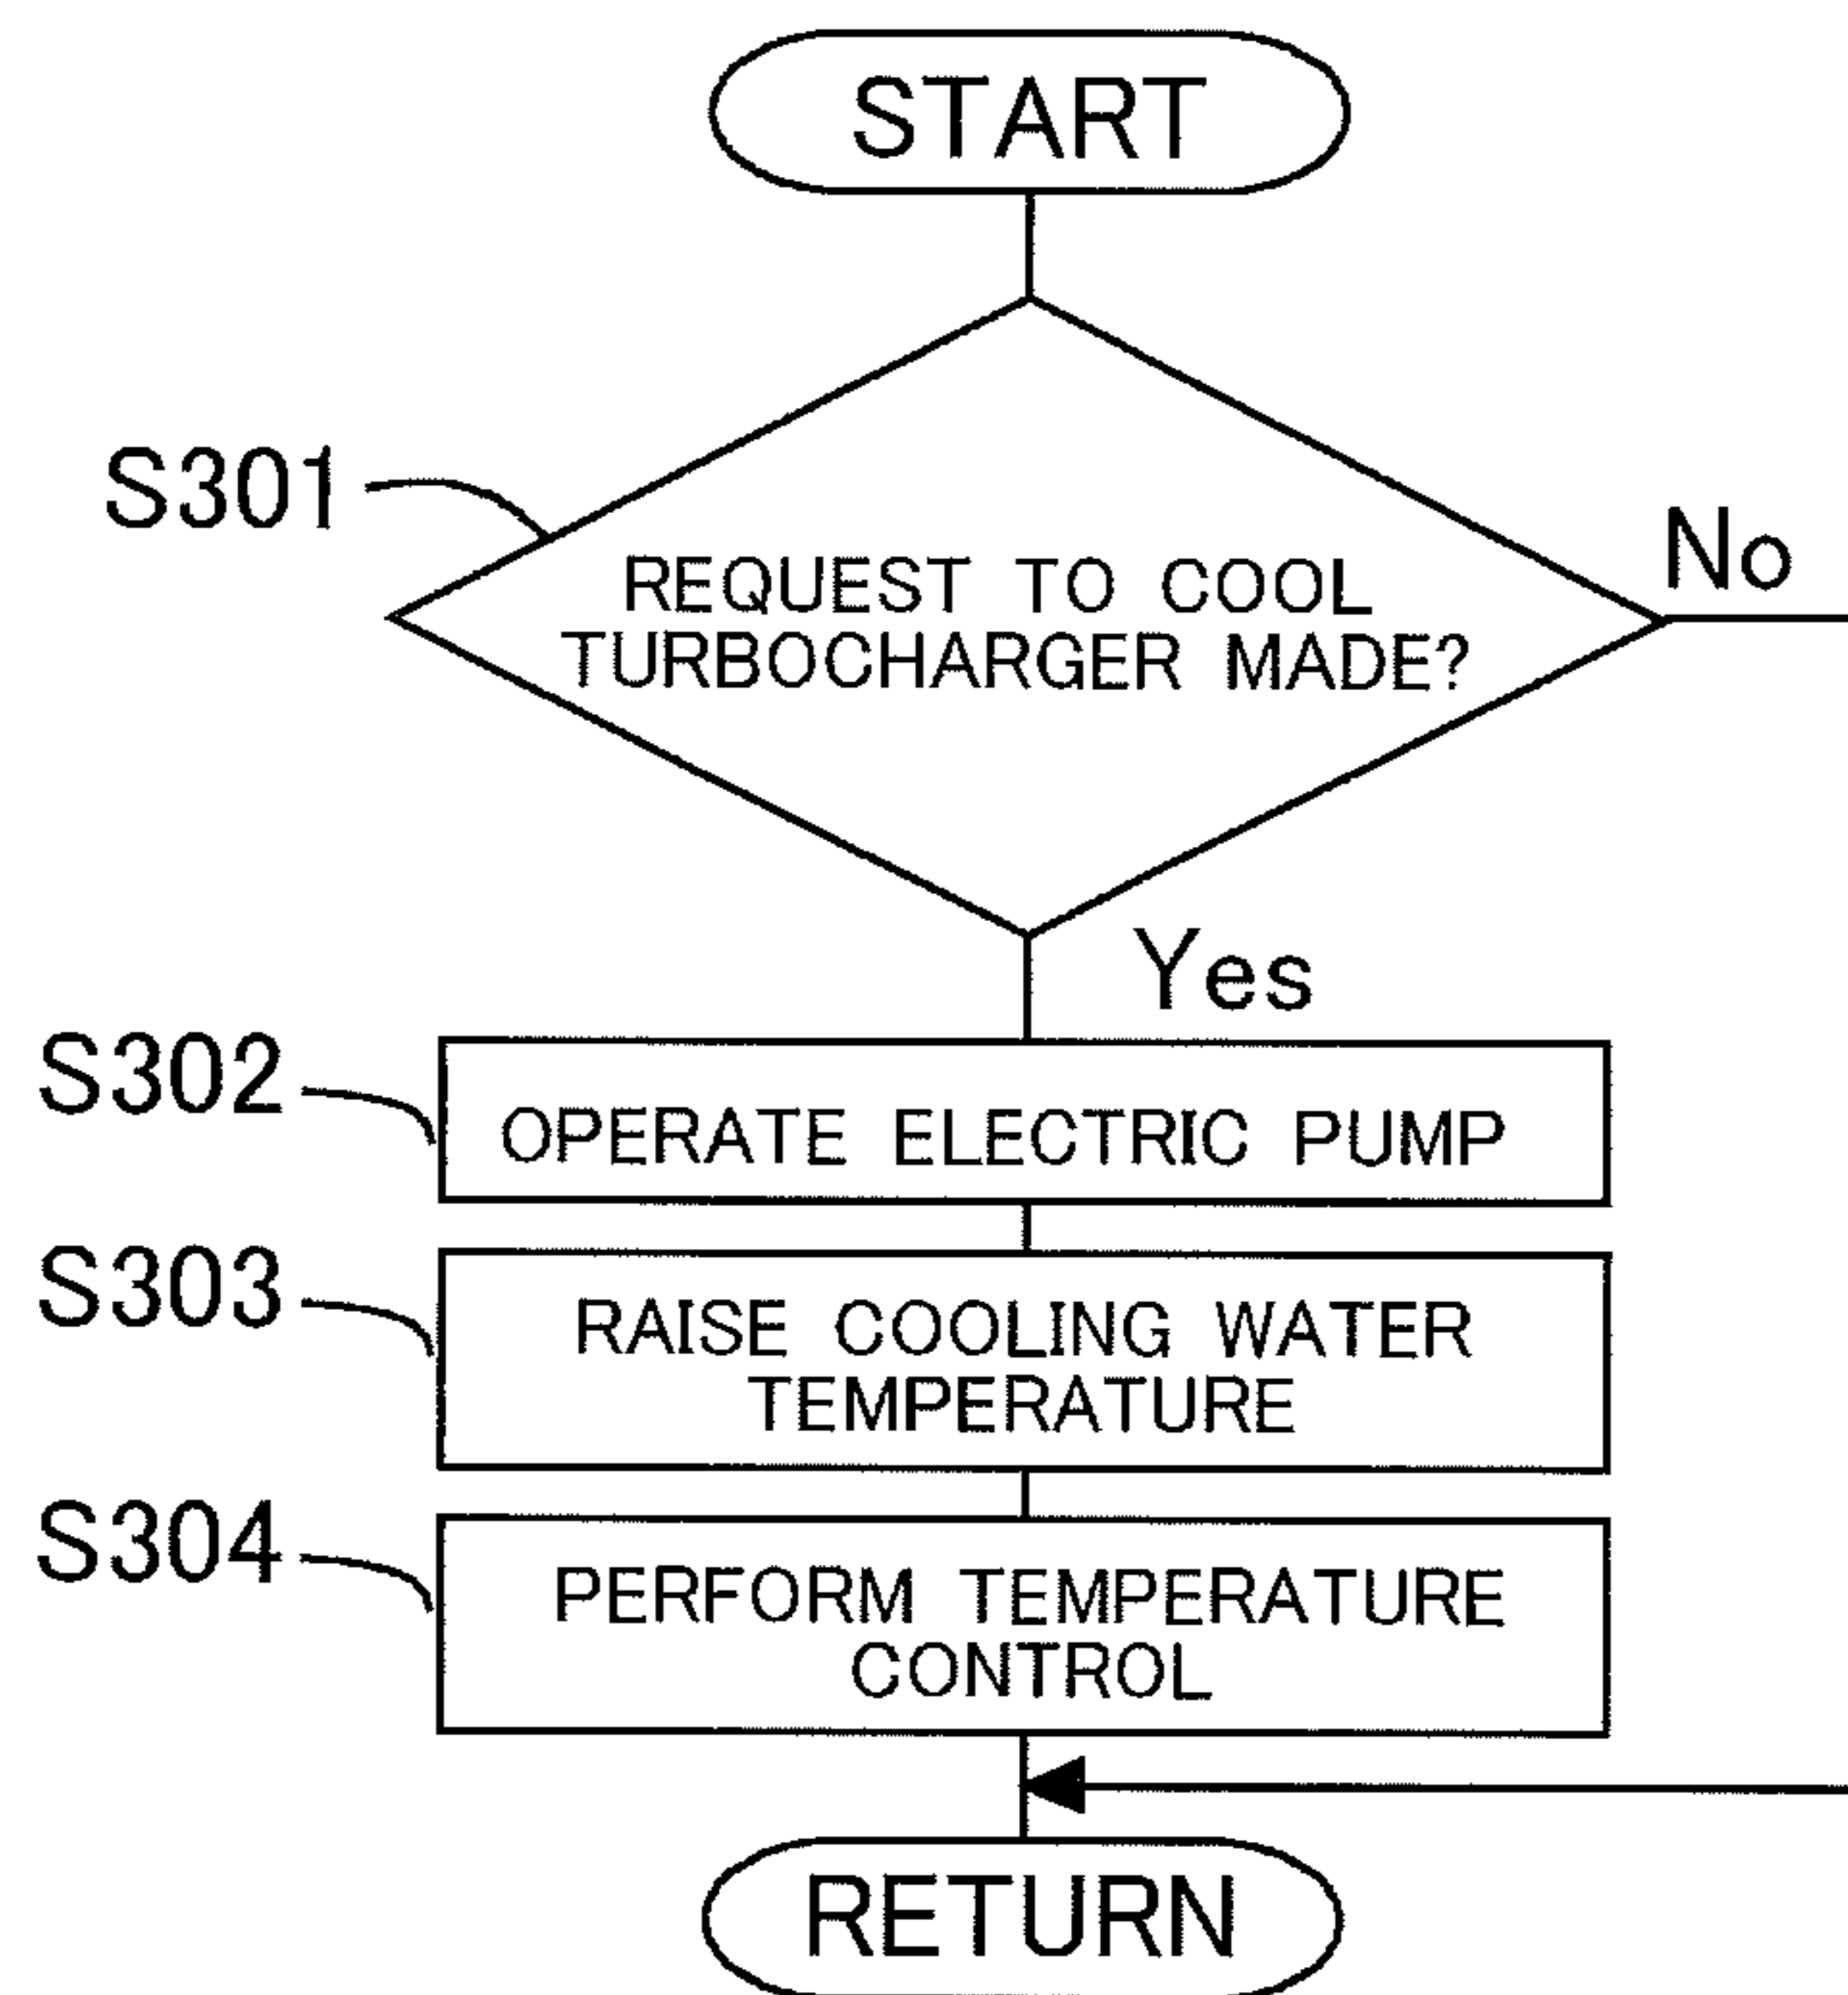 START
S301
REQUEST TO COOL
TURBOCHARGER MADE?
No
Yes
S302
OPERATE ELECTRIC PUMP
S303
RAISE COOLING WATER
TEMPERATURE
S304
PERFORM TEMPERATURE
CONTROL
RETURN